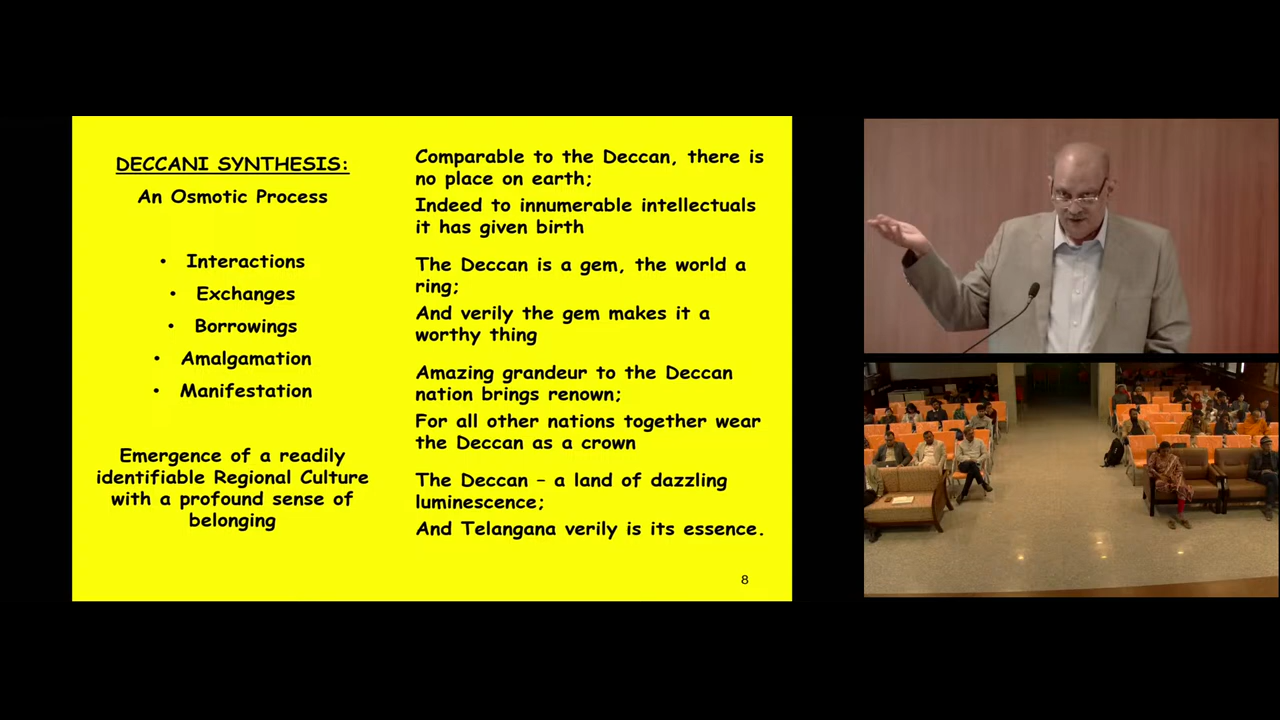 DECCANI SYNTHESIS:
An Osmotic Process
• Interactions
• Exchanges
• Borrowings
• Amalgamation
• Manifestation
Emergence of a readily
identifiable Regional Culture
with a profound sense of
belonging
Comparable to the Deccan, there is
no place on earth;
Indeed to innumerable intellectuals
it has given birth
The Deccan is a gem, the world a
ring;
And verily the gem makes it a
worthy thing
Amazing grandeur to the Deccan
nation brings renown;
For all other nations together wear
the Deccan as a crown
The Deccan – a land of dazzling
luminescence;
And Telangana verily is its essence.
8